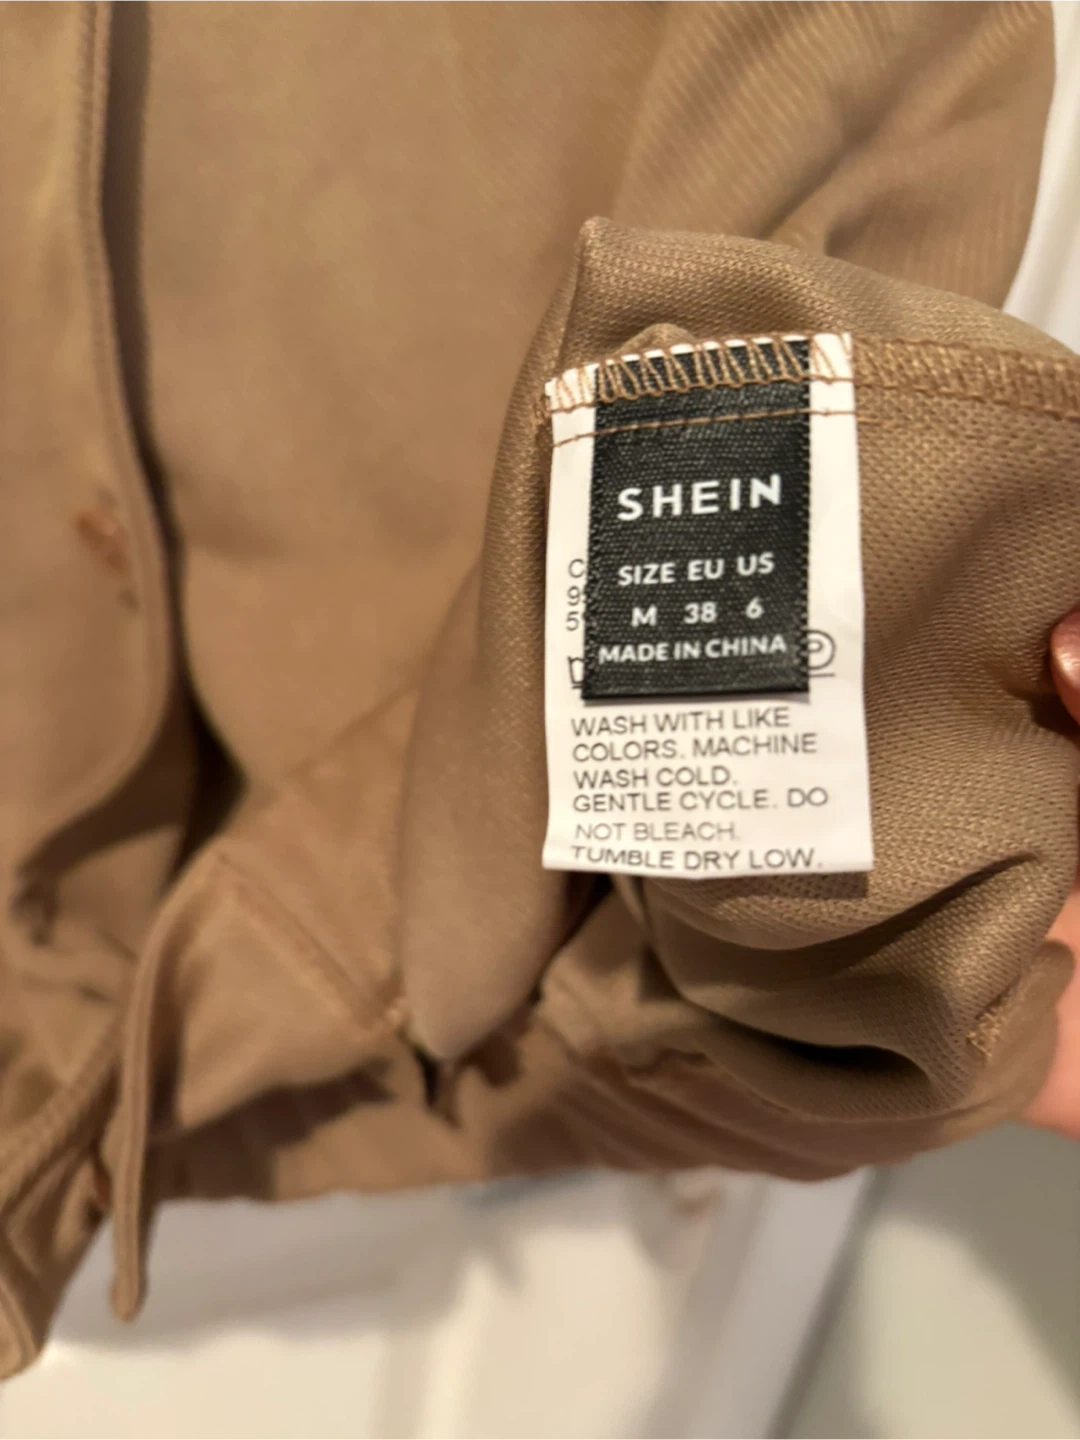 SHEIN
SIZE EU US
M 38 6
MADE IN CHINA
WASH WITH LIKE
COLORS. MACHINE
WASH COLD.
GENTLE CYCLE. DO
NOT BLEACH.
TUMBLE DRY LOW.